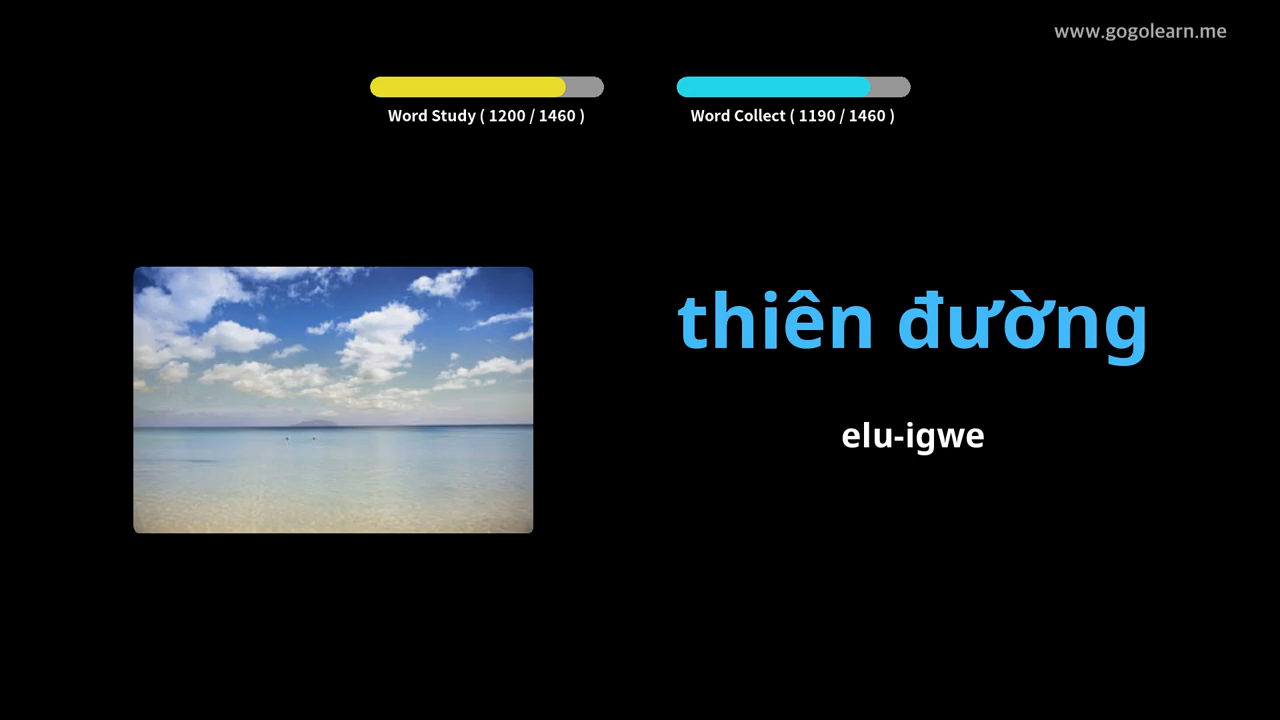 www.gogolearn.me
Word Study ( 1200 / 1460 )
Word Collect ( 1190 / 1460 )
thiên đường
elu-igwe